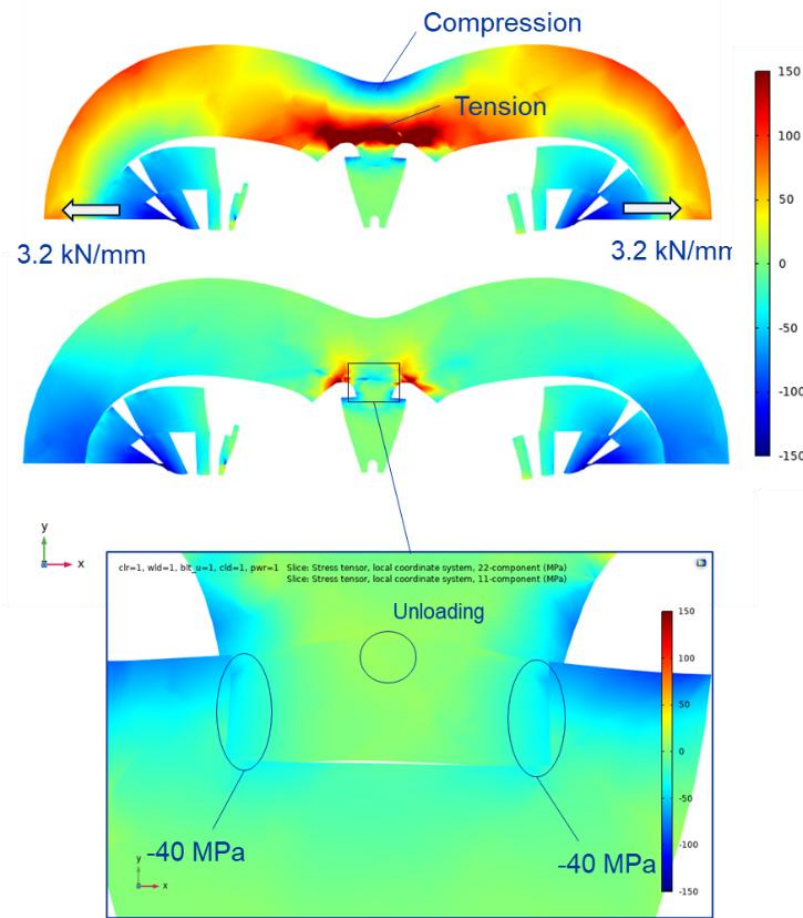 Compression
150
Tension
100
50
0
-50
-100
-150
3.2 kN/mm
3.2 kN/mm
y
x
clr=1, wld=1, blt_u=1, cld=1, pwr=1 Slice: Stress tensor, local coordinate system, 22-component (MPa)
Slice: Stress tensor, local coordinate system, 11-component (MPa)
Unloading
150
100
50
0
-50
-100
-150
-40 MPa
-40 MPa
y
x